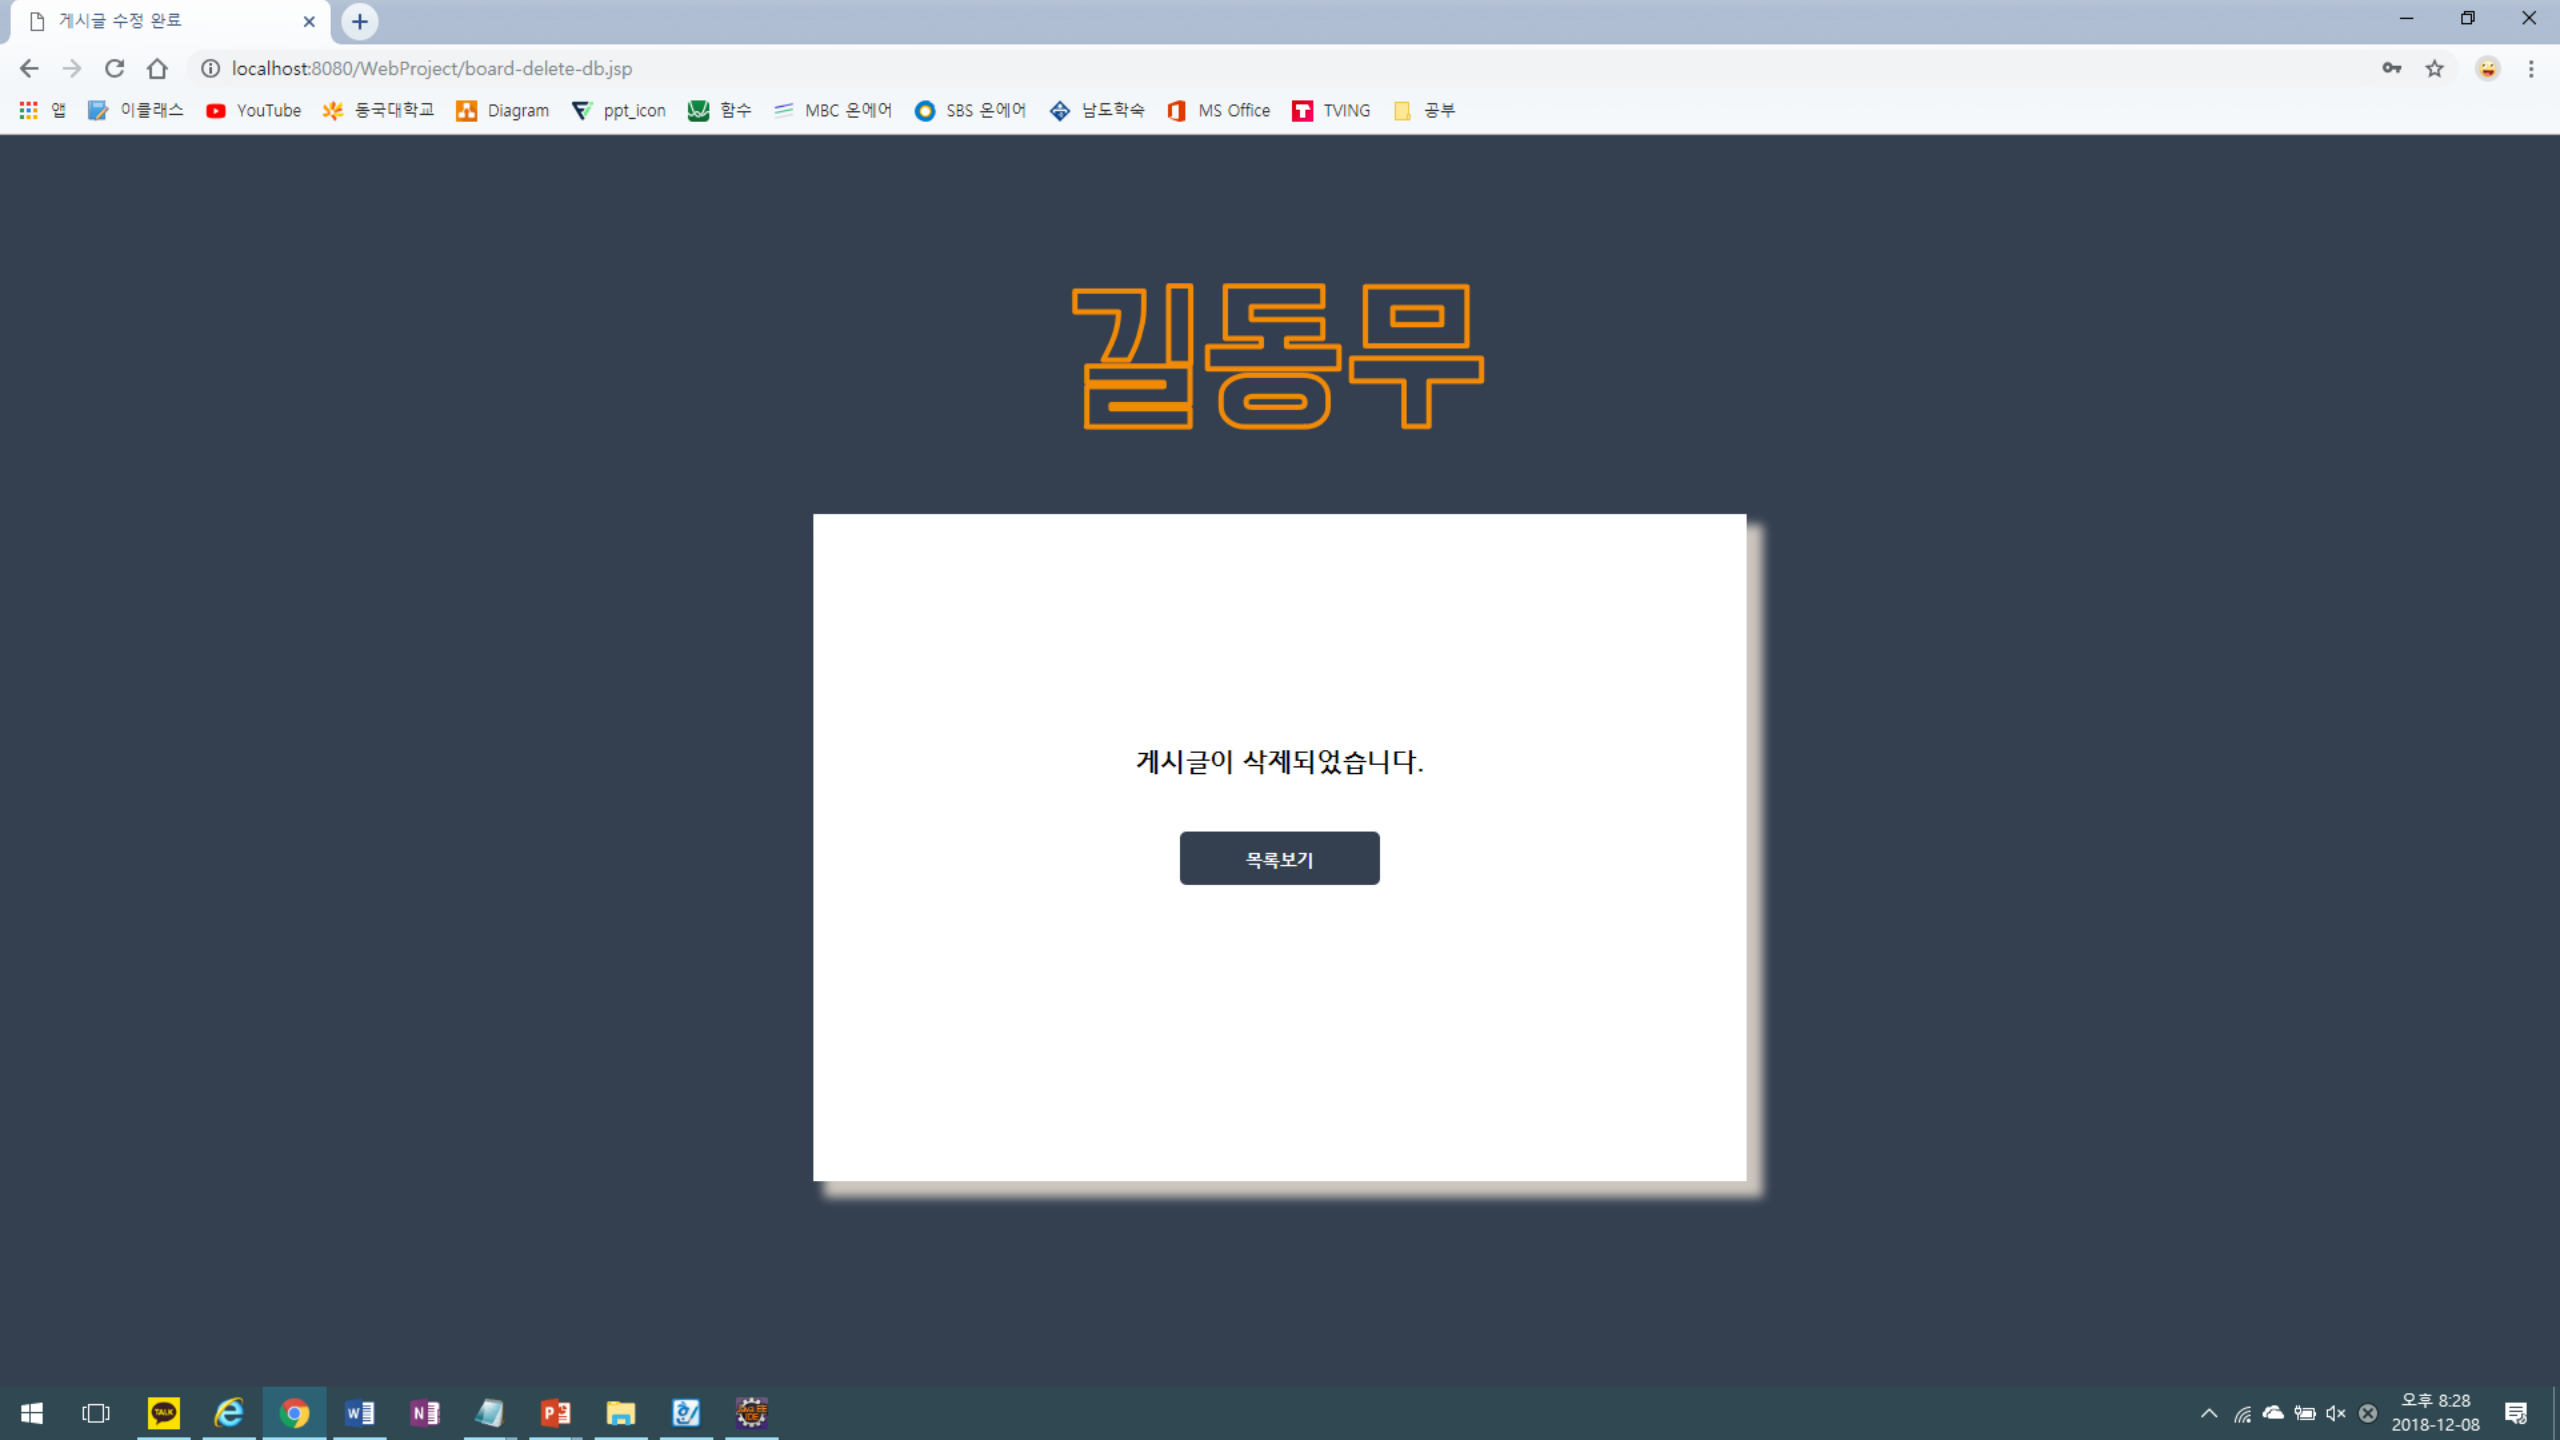 게시글 수정 완료
localhost:8080/WebProject/board-delete-db.jsp
앱 이클래스 YouTube 동국대학교 Diagram ppt_icon 함수 MBC 온에어 SBS 온에어 남도학숙 MS Office TVING 공부
길동무
게시글이 삭제되었습니다.
목록보기
TALK
오후 8:28
2018-12-08